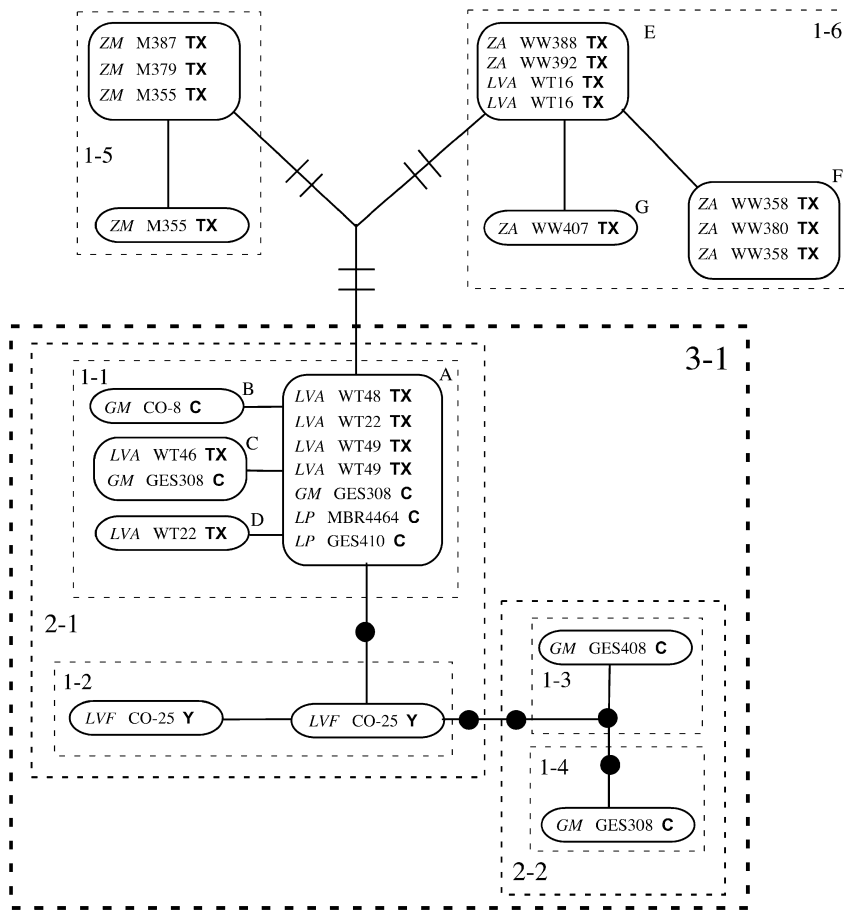 ZM M387 TX
ZM M379 TX
ZM M355 TX
1-5
ZM M355 TX
E
1-6
ZA WW388 TX
ZA WW392 TX
LVA WT16 TX
LVA WT16 TX
G
ZA WW407 TX
F
ZA WW358 TX
ZA WW380 TX
ZA WW358 TX
3-1
1-1
B
GM CO-8 C
C
LVA WT46 TX
GM GES308 C
D
LVA WT22 TX
A
LVA WT48 TX
LVA WT22 TX
LVA WT49 TX
LVA WT49 TX
GM GES308 C
LP MBR4464 C
LP GES410 C
2-1
1-2
LVF CO-25 Y
LVF CO-25 Y
GM GES408 C
1-3
1-4
GM GES308 C
2-2